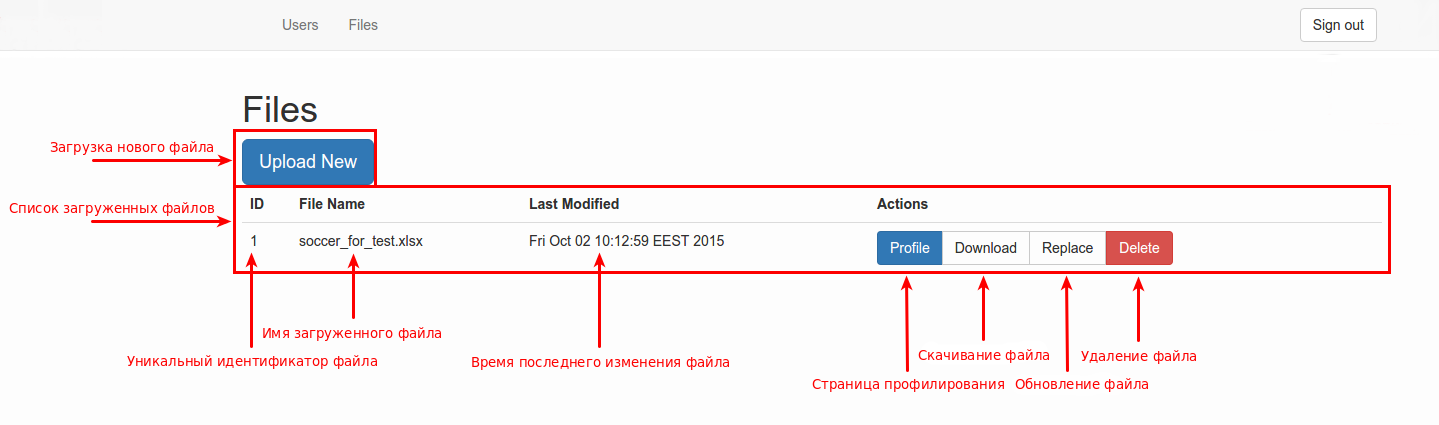 Users Files Sign out
Files
Загрузка нового файла
Upload New
Список загруженных файлов
ID File Name Last Modified Actions
1 soccer_for_test.xlsx Fri Oct 02 10:12:59 EEST 2015 Profile Download Replace Delete
Имя загруженного файла
Уникальный идентификатор файла
Время последнего изменения файла
Скачивание файла
Удаление файла
Страница профилирования
Обновление файла